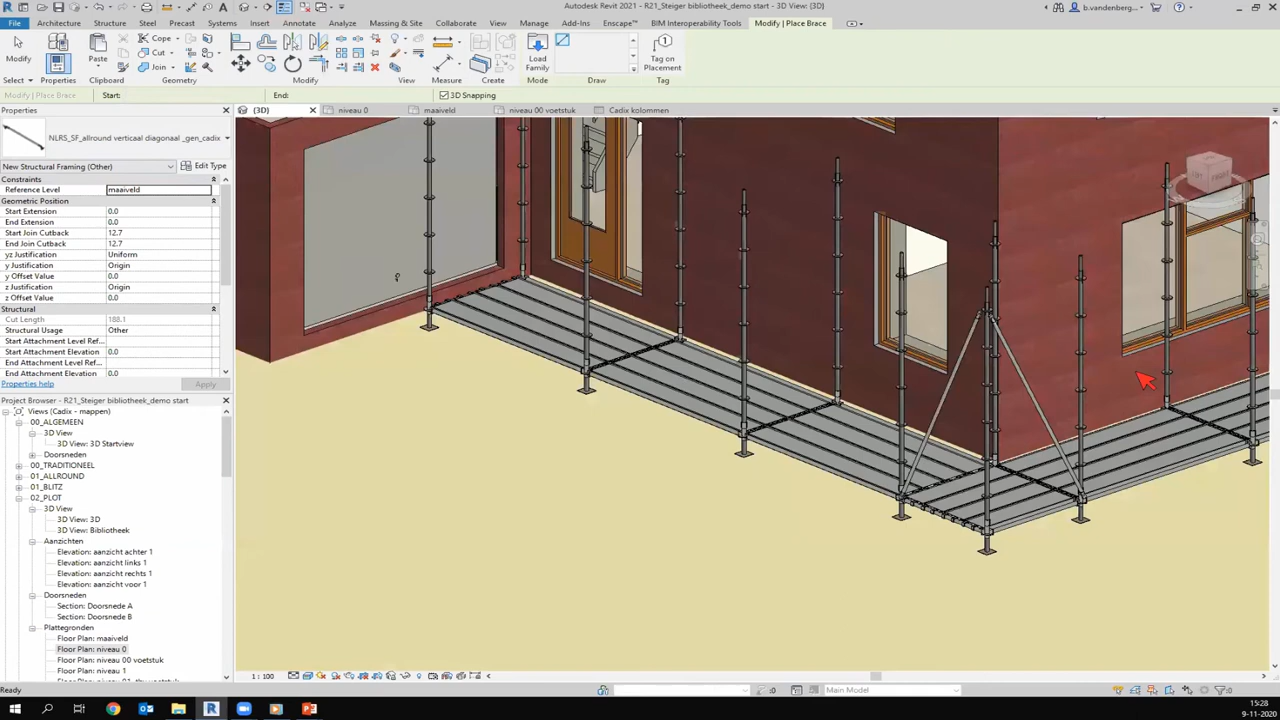 Autodesk Revit 2021 - R21_Steiger bibliotheek_demo start - 3D View: {3D}
b.vandenberg...
File Architecture Structure Steel Precast Systems Insert Annotate Analyze Massing & Site Collaborate View Manage Add-Ins Enscape™ BIM Interoperability Tools Modify | Place Brace
Modify Paste Cope Cut Join Load Family Tag on Placement
Select Properties Clipboard Geometry Modify View Measure Create Mode Draw Tag
Modify | Place Brace Start: End: 3D Snapping
Properties
{3D} niveau 0 maaiveld niveau 00 voetstuk Cadix kolommen
NLRS_SF_allround verticaal diagonaal _gen_cadix
New Structural Framing (Other) Edit Type
Constraints
Reference Level maaiveld
Geometric Position
Start Extension 0.0
End Extension 0.0
Start Join Cutback 12.7
End Join Cutback 12.7
yz Justification Uniform
y Justification Origin
y Offset Value 0.0
z Justification Origin
z Offset Value 0.0
Structural
Cut Length 188.1
Structural Usage Other
Start Attachment Level Ref...
Start Attachment Elevation 0.0
End Attachment Level Ref...
End Attachment Elevation 0.0
Properties help Apply
Project Browser - R21_Steiger bibliotheek_demo start
Views (Cadix - mappen)
00_ALGEMEEN
3D View
3D View: 3D Startview
Doorsneden
00_TRADITIONEEL
01_ALLROUND
01_BLITZ
02_PLOT
3D View
3D View: 3D
3D View: Bibliotheek
Aanzichten
Elevation: aanzicht achter 1
Elevation: aanzicht links 1
Elevation: aanzicht rechts 1
Elevation: aanzicht voor 1
Doorsneden
Section: Doorsnede A
Section: Doorsnede B
Plattegronden
Floor Plan: maaiveld
Floor Plan: niveau 0
Floor Plan: niveau 00 voetstuk
Floor Plan: niveau 1
1 : 100
Ready
:0
Main Model
:0
15:28
9-11-2020